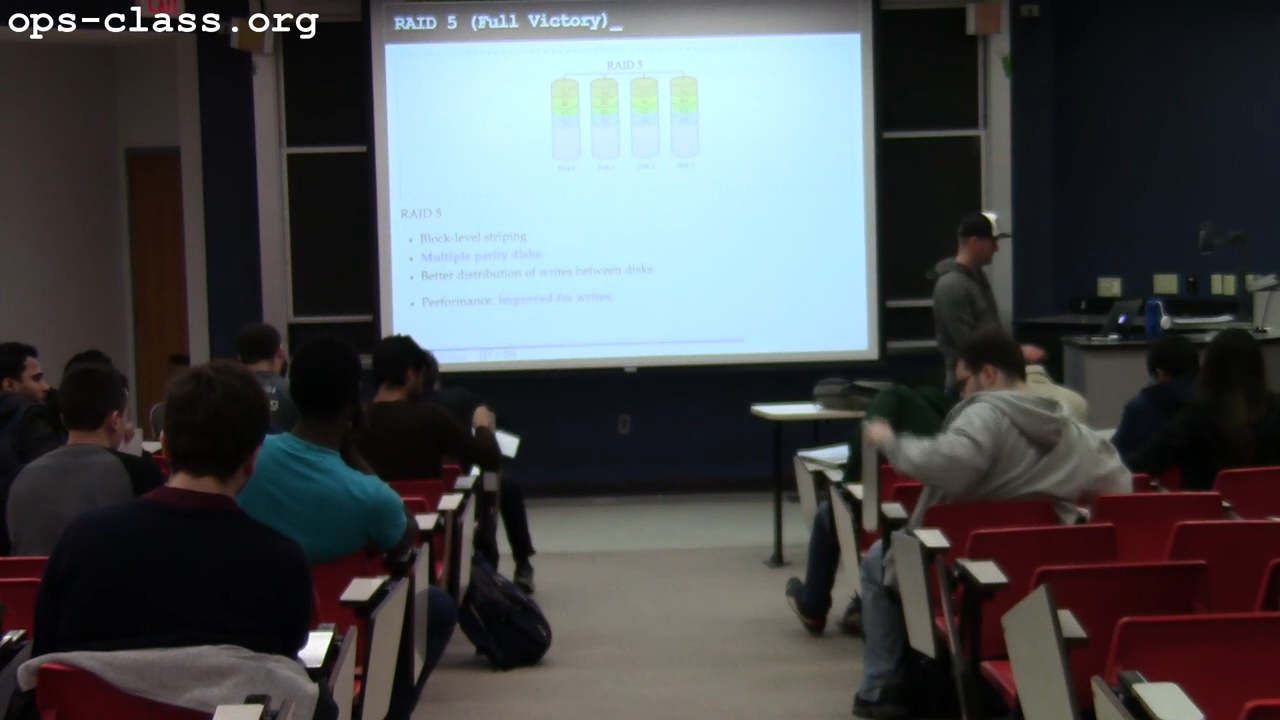 ops-class.org
RAID 5 (Full Victory)_
RAID 5
RAID 5
• Block-level striping
• Multiple parity disks
• Better distribution of writes between disks.
• Performance: improved for writes.